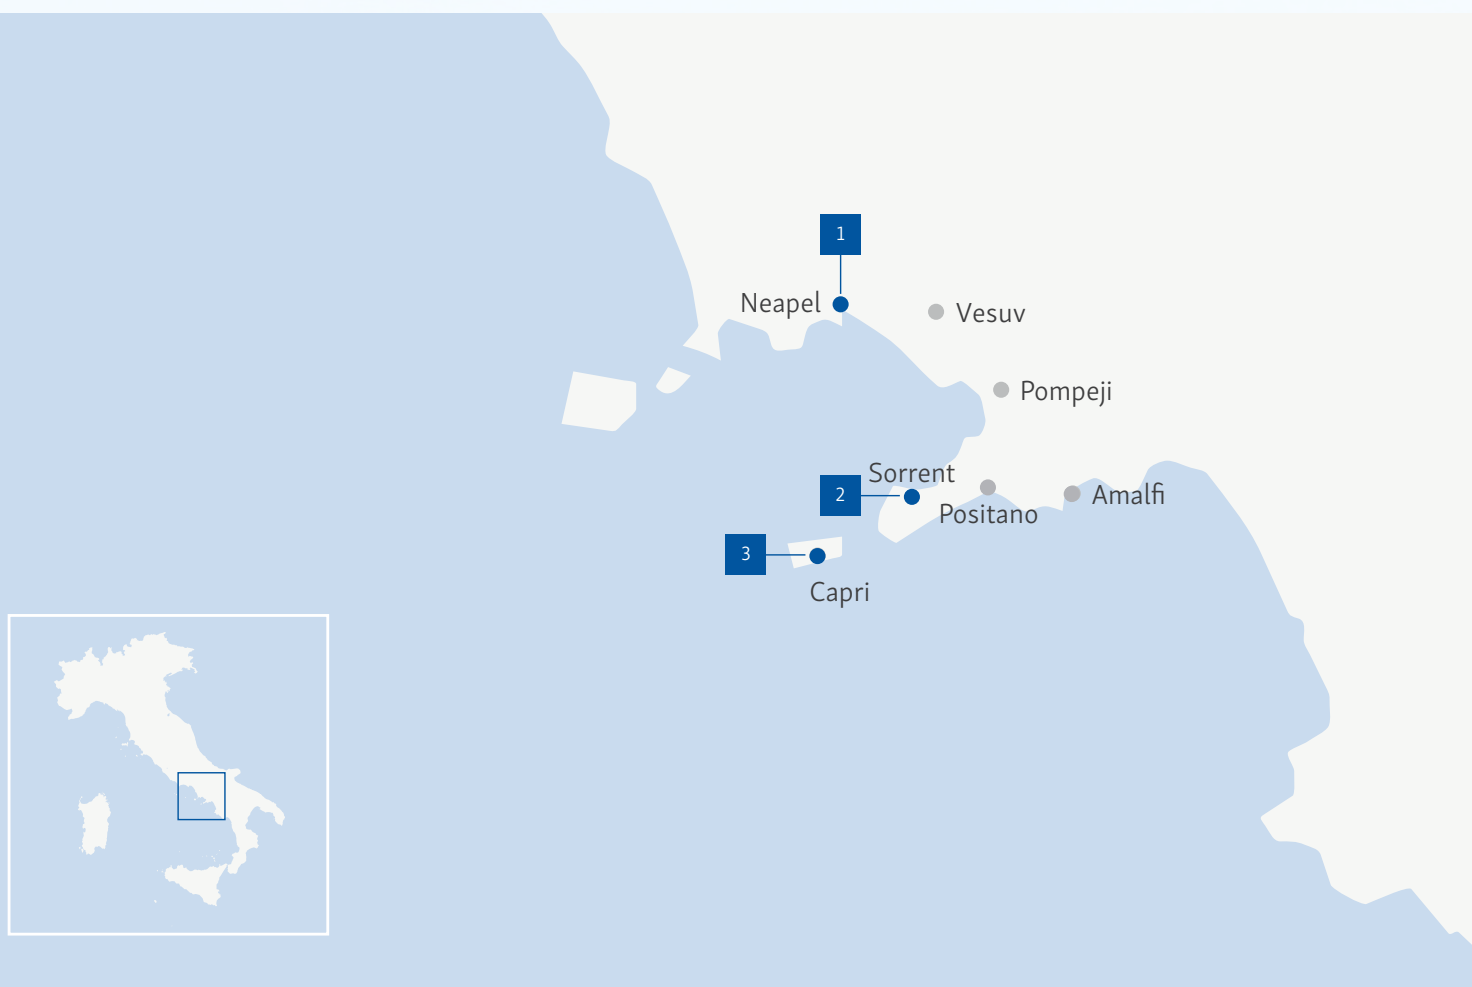 1
Neapel
Vesuv
Pompeji
Sorrent
2
Positano
Amalfi
3
Capri